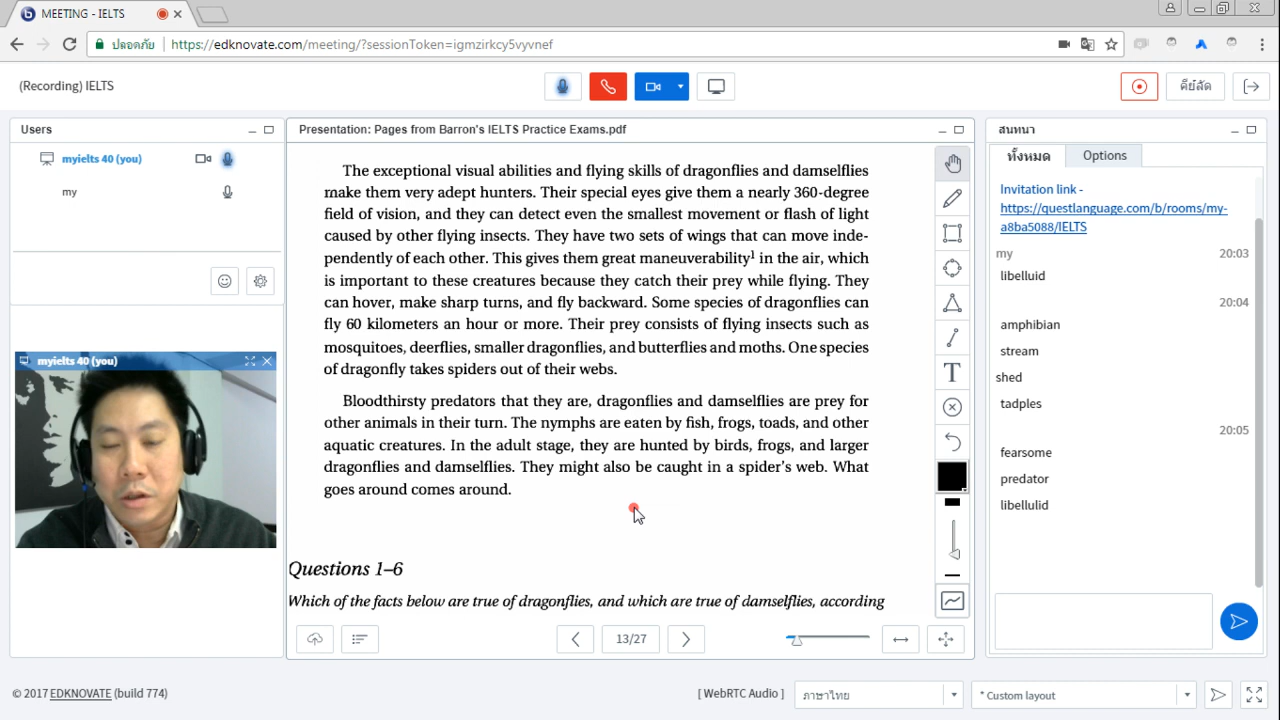 MEETING - IELTS
ปลอดภัย https://edknovate.com/meeting/?sessionToken=igmzirkcy5vyvnef
(Recording) IELTS
คีย์ลัด
Users
myielts 40 (you)
my
myielts 40 (you)
Presentation: Pages from Barron's IELTS Practice Exams.pdf
The exceptional visual abilities and flying skills of dragonflies and damselflies
make them very adept hunters. Their special eyes give them a nearly 360-degree
field of vision, and they can detect even the smallest movement or flash of light
caused by other flying insects. They have two sets of wings that can move inde-
pendently of each other. This gives them great maneuverability¹ in the air, which
is important to these creatures because they catch their prey while flying. They
can hover, make sharp turns, and fly backward. Some species of dragonflies can
fly 60 kilometers an hour or more. Their prey consists of flying insects such as
mosquitoes, deerflies, smaller dragonflies, and butterflies and moths. One species
of dragonfly takes spiders out of their webs.
Bloodthirsty predators that they are, dragonflies and damselflies are prey for
other animals in their turn. The nymphs are eaten by fish, frogs, toads, and other
aquatic creatures. In the adult stage, they are hunted by birds, frogs, and larger
dragonflies and damselflies. They might also be caught in a spider's web. What
goes around comes around.
Questions 1–6
Which of the facts below are true of dragonflies, and which are true of damselflies, according
T
13/27
สนทนา
ทั้งหมด Options
Invitation link -
https://questlanguage.com/b/rooms/my-
a8ba5088/IELTS
my 20:03
libelluid
20:04
amphibian
stream
shed
tadples
20:05
fearsome
predator
libellulid
© 2017 EDKNOVATE (build 774)
[ WebRTC Audio ] ภาษาไทย * Custom layout